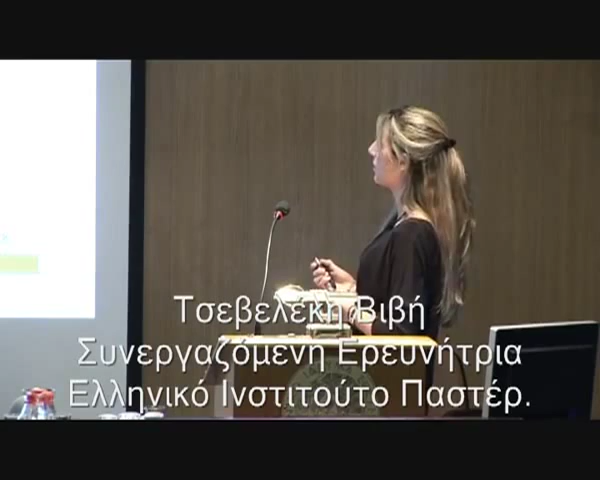 Τσεβελέκη Βιβή
Συνεργαζόμενη Ερευνήτρια
Ελληνικό Ινστιτούτο Παστέρ.